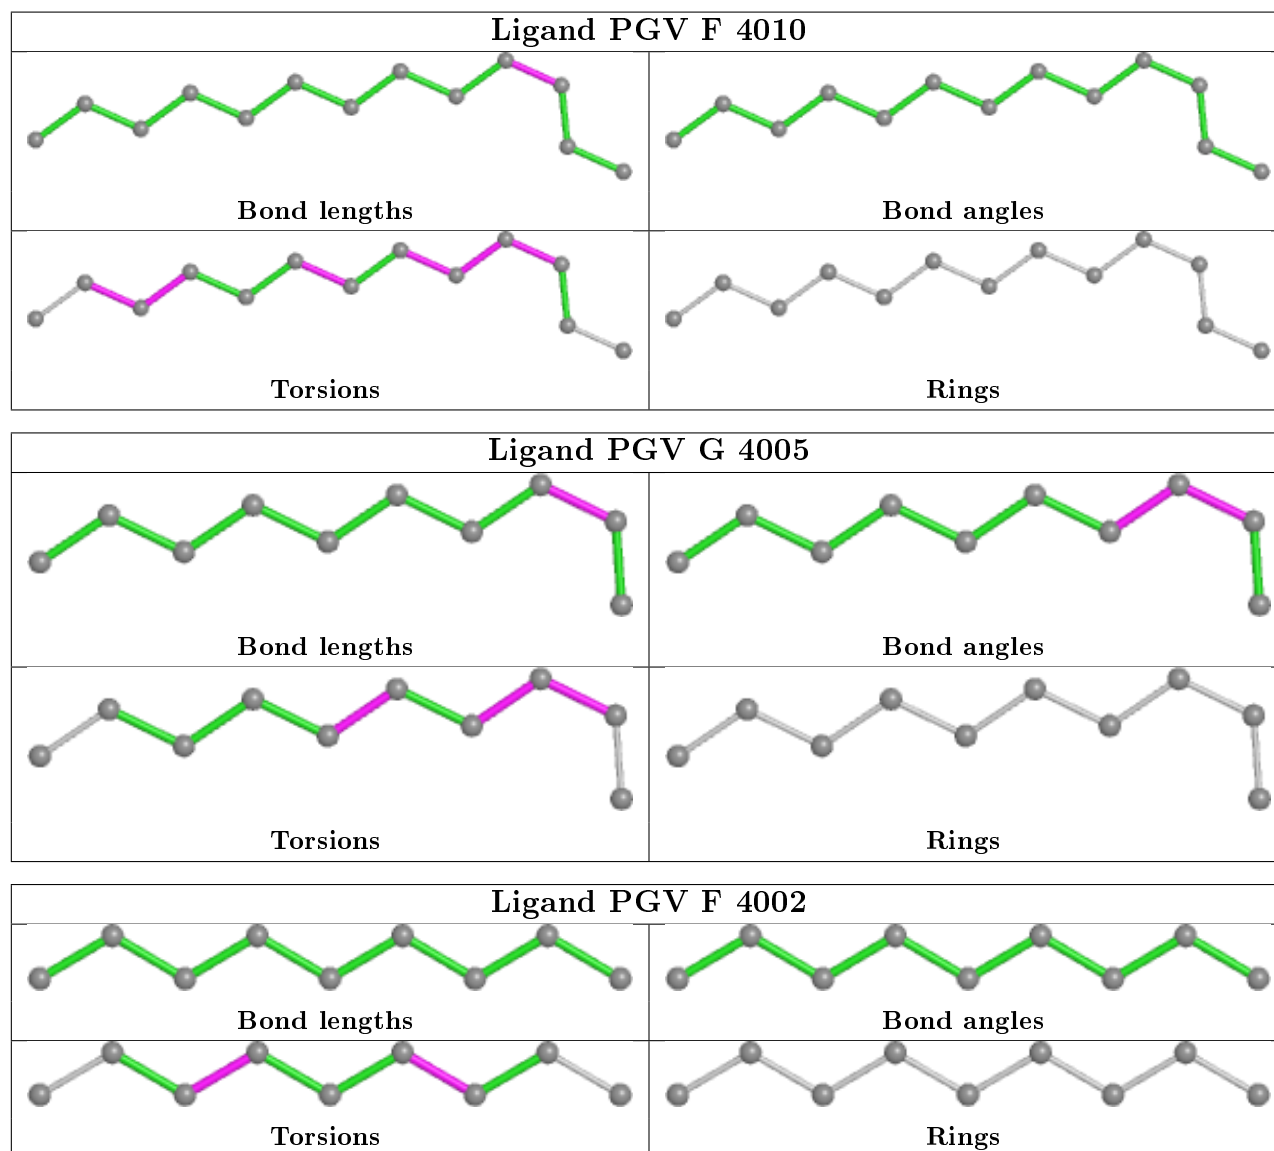 Ligand PGV F 4010
Bond lengths
Bond angles
Torsions
Rings
Ligand PGV G 4005
Bond lengths
Bond angles
Torsions
Rings
Ligand PGV F 4002
Bond lengths
Bond angles
Torsions
Rings